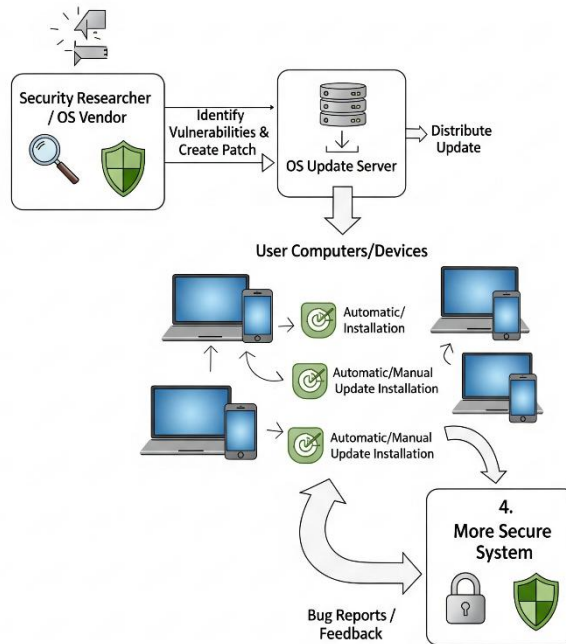 Security Researcher
/ OS Vendor
Identify
Vulnerabilities &
Create Patch
OS Update Server
Distribute
Update
User Computers/Devices
Automatic/
Installation
Automatic/Manual
Update Installation
Automatic/Manual
Update Installation
4.
More Secure
System
Bug Reports /
Feedback